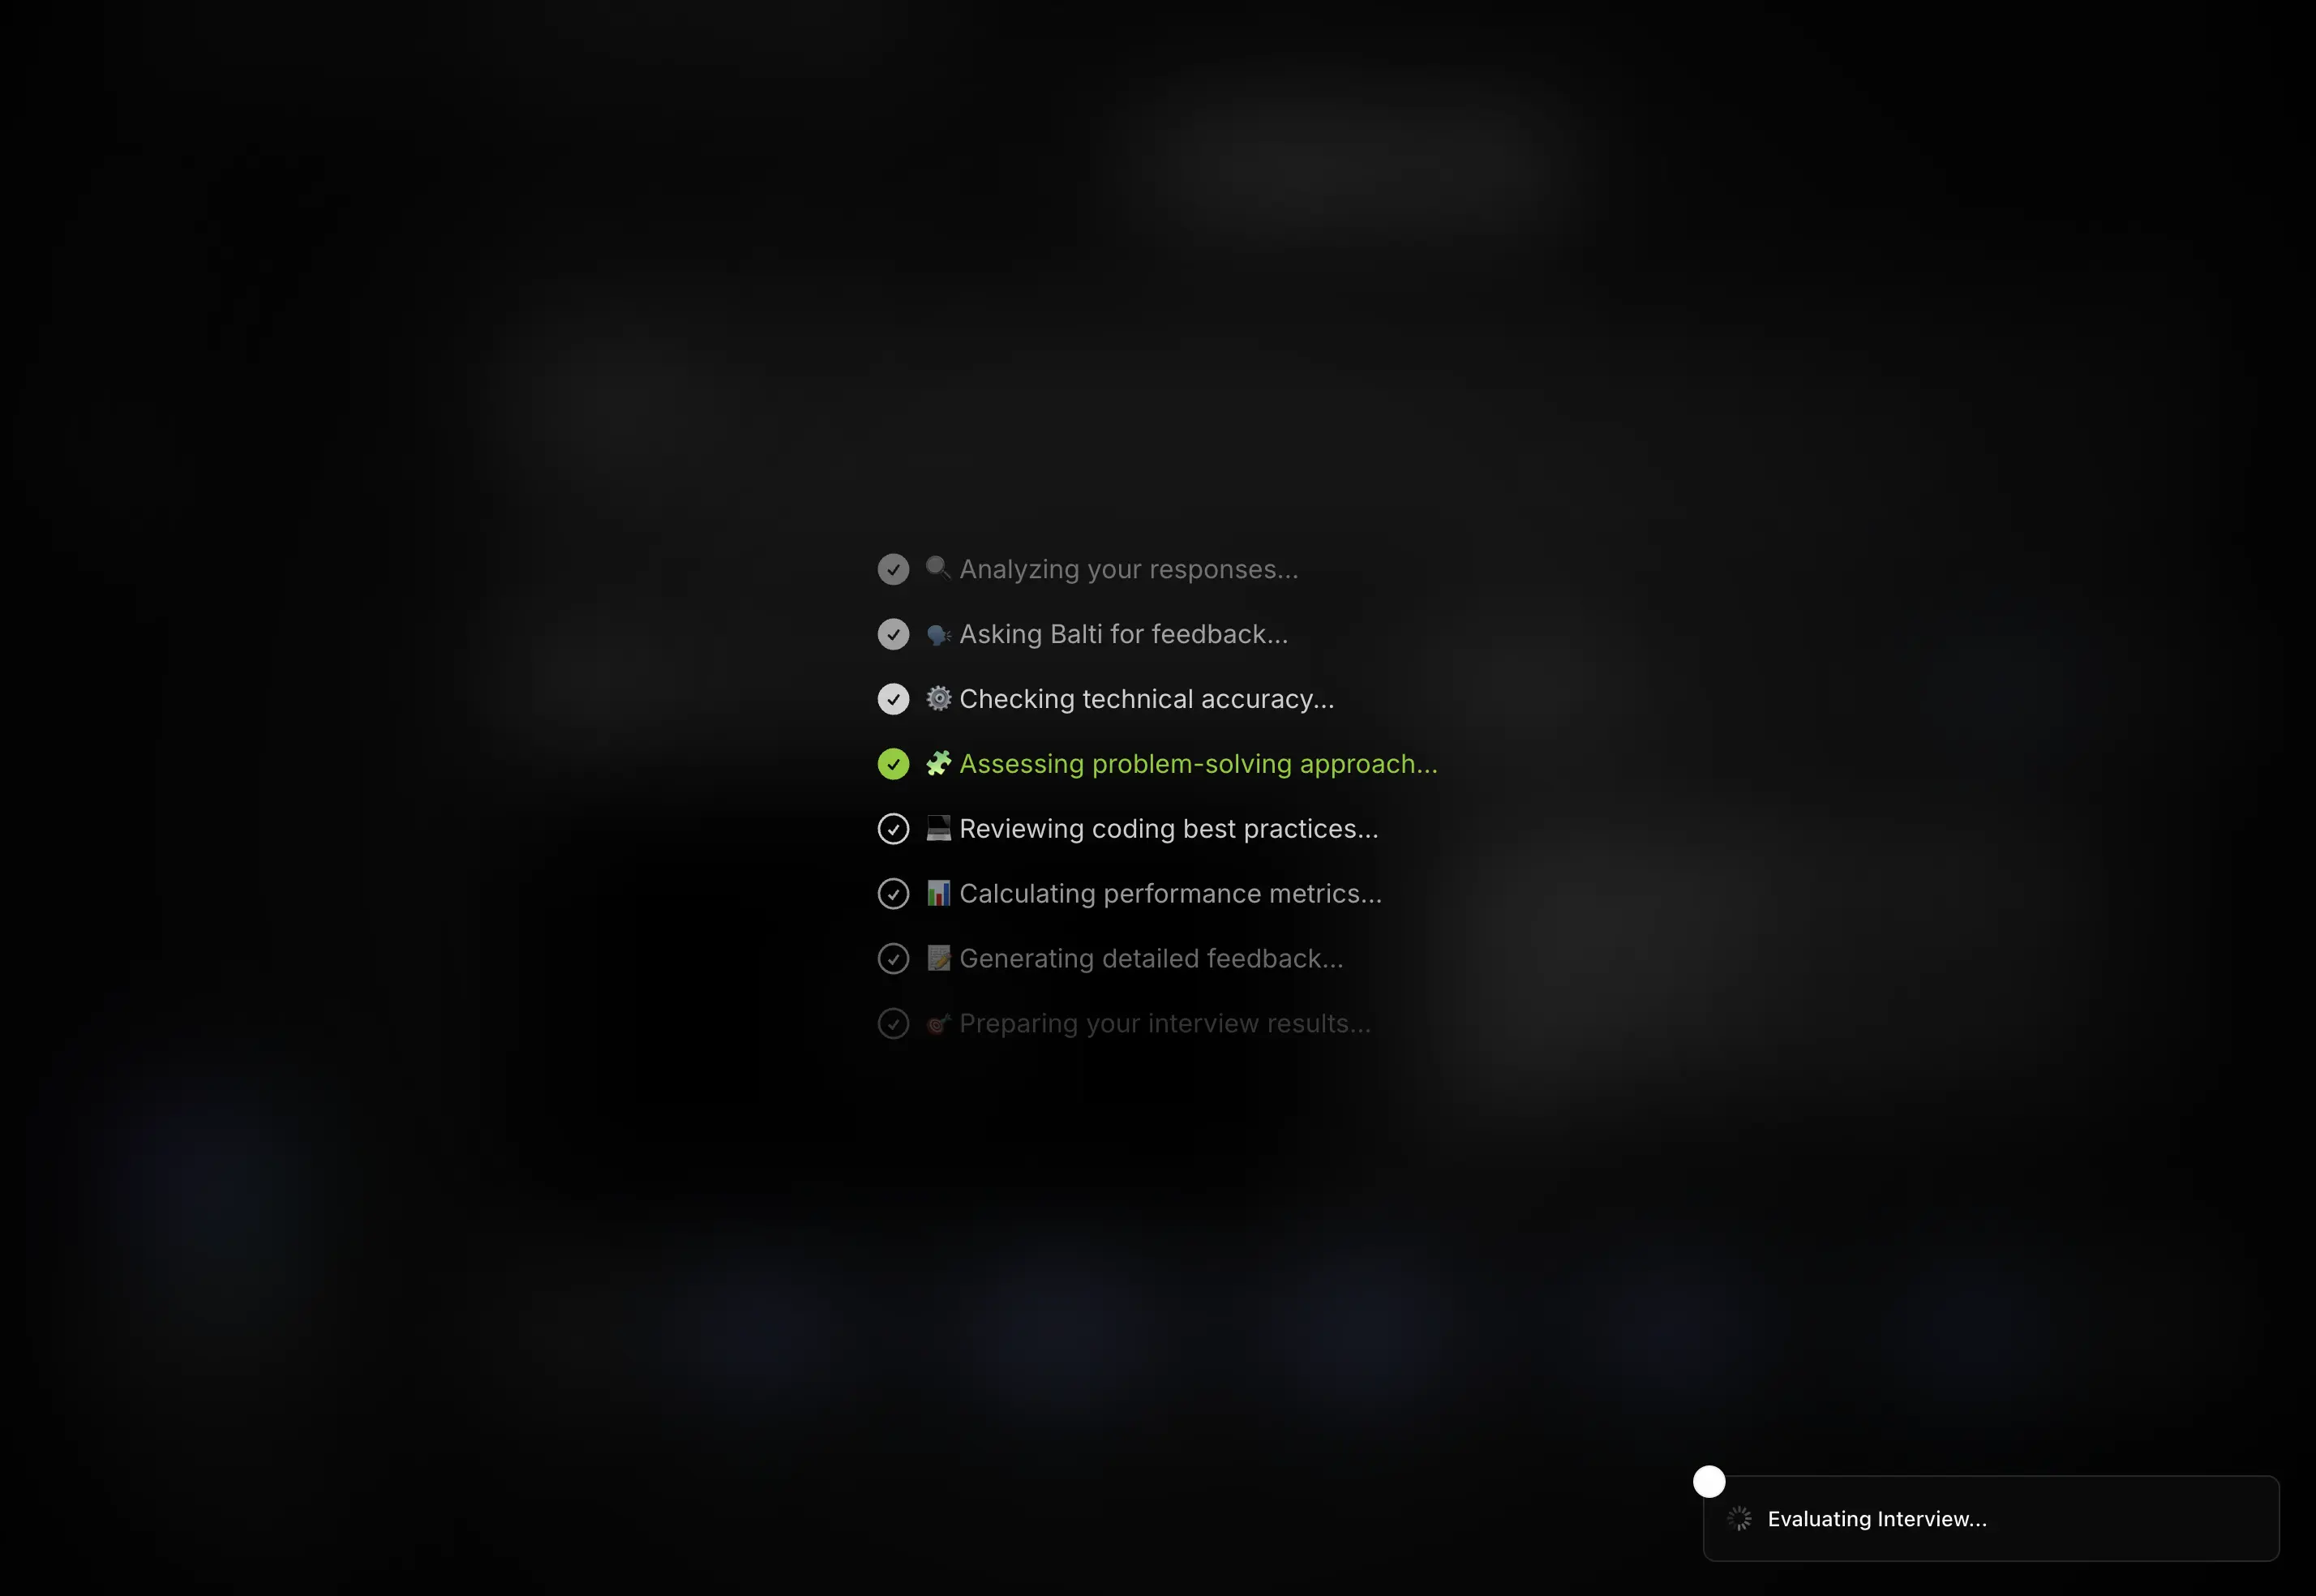 Analyzing your responses...
Asking Balti for feedback...
Checking technical accuracy...
Assessing problem-solving approach...
Reviewing coding best practices...
Calculating performance metrics...
Generating detailed feedback...
Preparing your interview results...
Evaluating Interview...